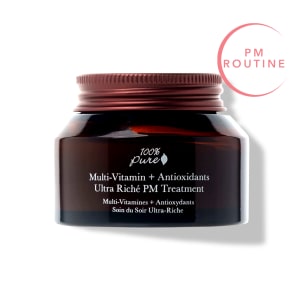 PM
ROUTINE
100%
pure
Multi-Vitamin + Antioxidants
Ultra Riché PM Treatment
Multi-Vitamines + Antioxydants
Soin du Soir Ultra-Riche